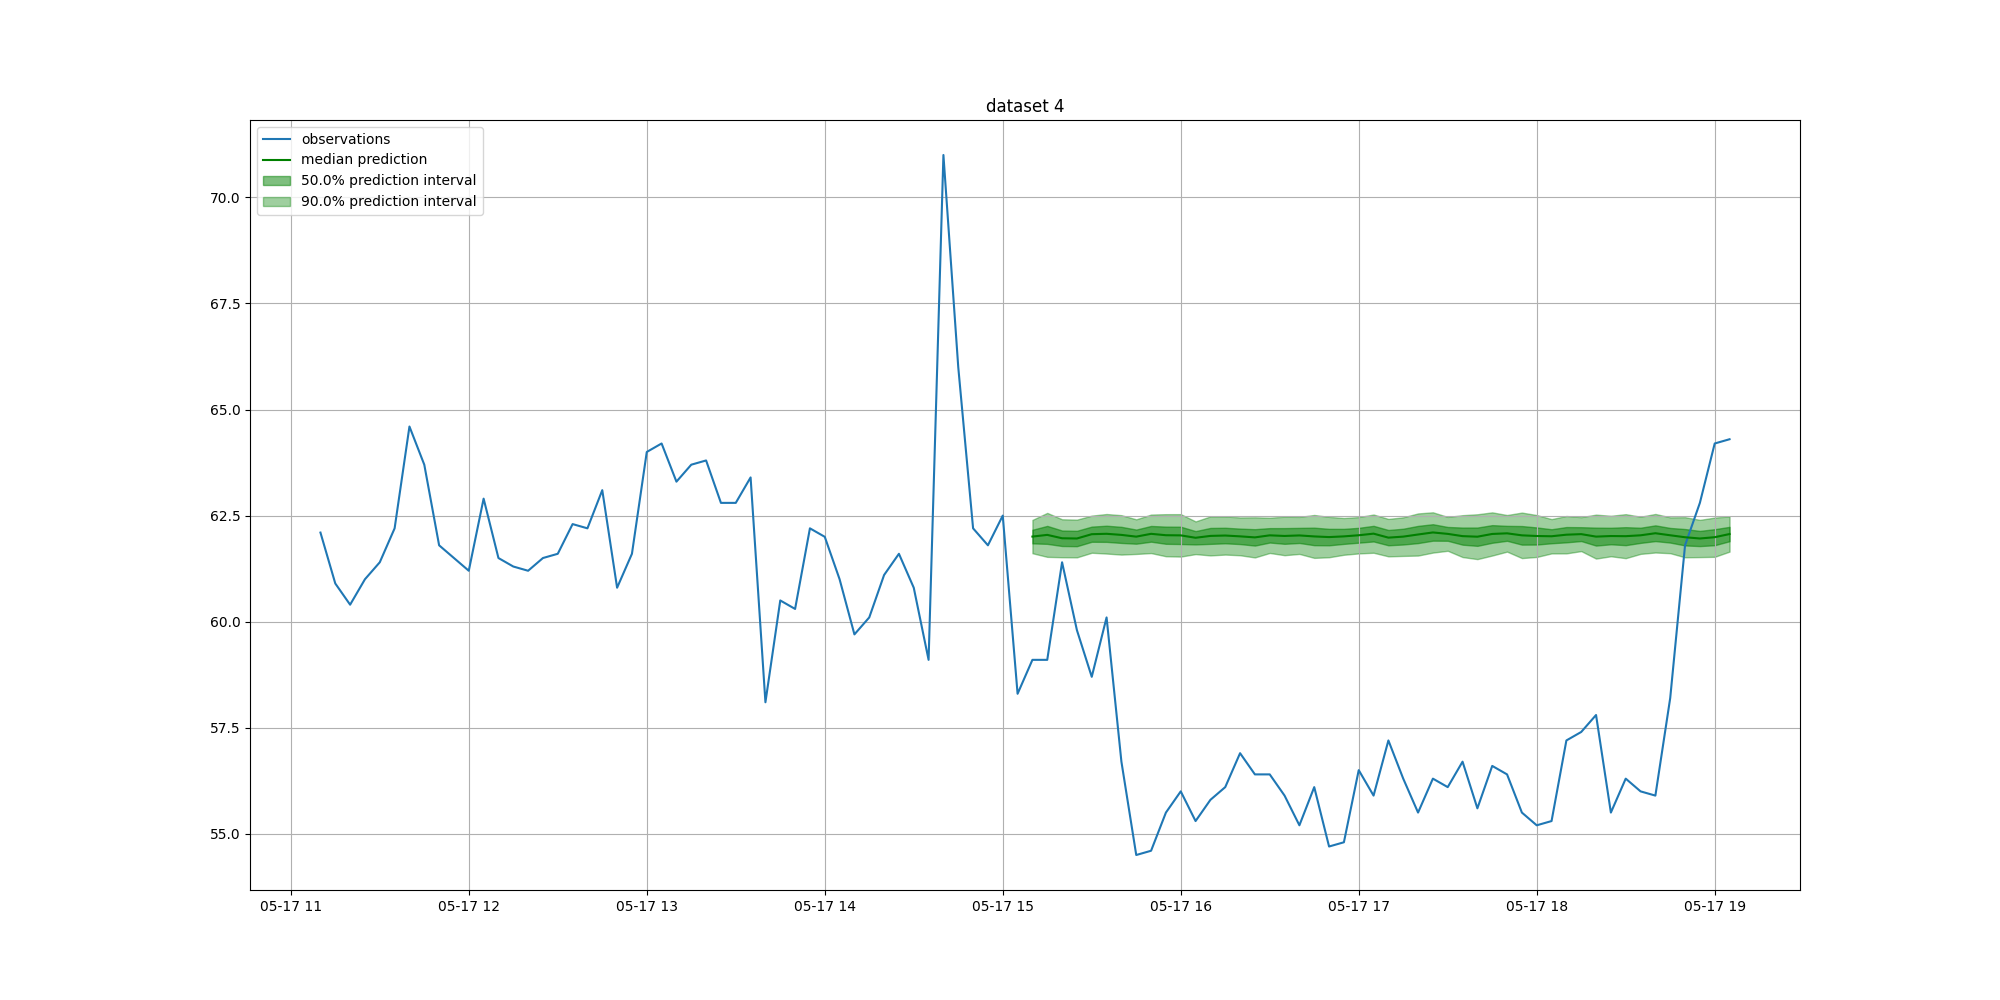 dataset 4
observations
median prediction
50.0% prediction interval
90.0% prediction interval
70.0
67.5
65.0
62.5
60.0
57.5
55.0
05-17 11 05-17 12 05-17 13 05-17 14 05-17 15 05-17 16 05-17 17 05-17 18 05-17 19